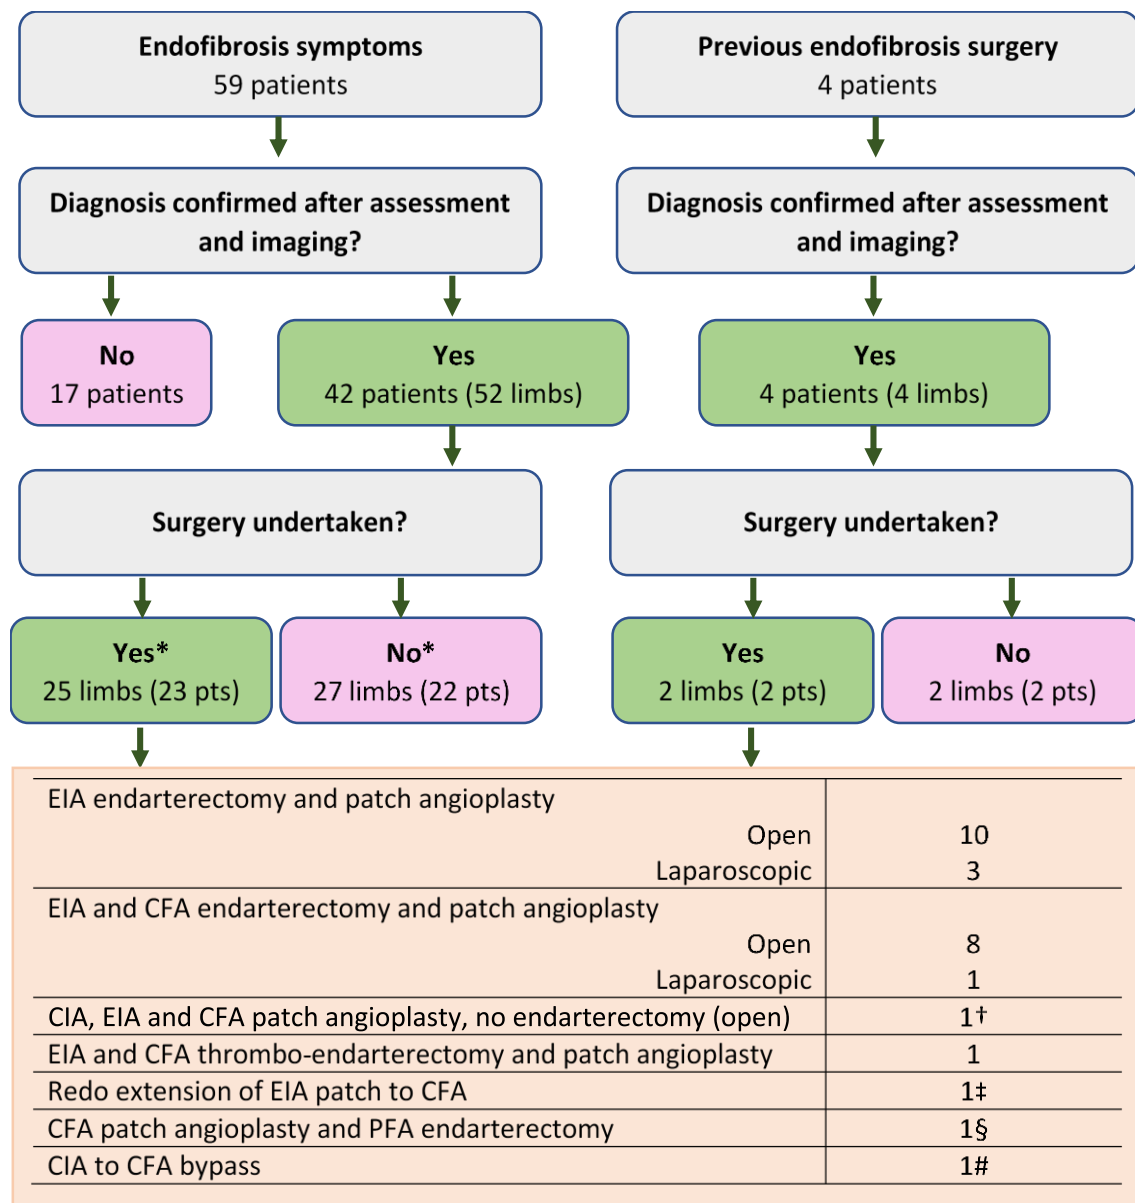 Endofibrosis symptoms
59 patients
Previous endofibrosis surgery
4 patients
Diagnosis confirmed after assessment
and imaging?
Diagnosis confirmed after assessment
and imaging?
No
17 patients
Yes
42 patients (52 limbs)
Yes
4 patients (4 limbs)
Surgery undertaken?
Surgery undertaken?
Yes*
25 limbs (23 pts)
No*
27 limbs (22 pts)
Yes
2 limbs (2 pts)
No
2 limbs (2 pts)
EIA endarterectomy and patch angioplasty
Open 10
Laparoscopic 3
EIA and CFA endarterectomy and patch angioplasty
Open 8
Laparoscopic 1
CIA, EIA and CFA patch angioplasty, no endarterectomy (open) 1†
EIA and CFA thrombo-endarterectomy and patch angioplasty 1
Redo extension of EIA patch to CFA 1‡
CFA patch angioplasty and PFA endarterectomy 1§
CIA to CFA bypass 1#